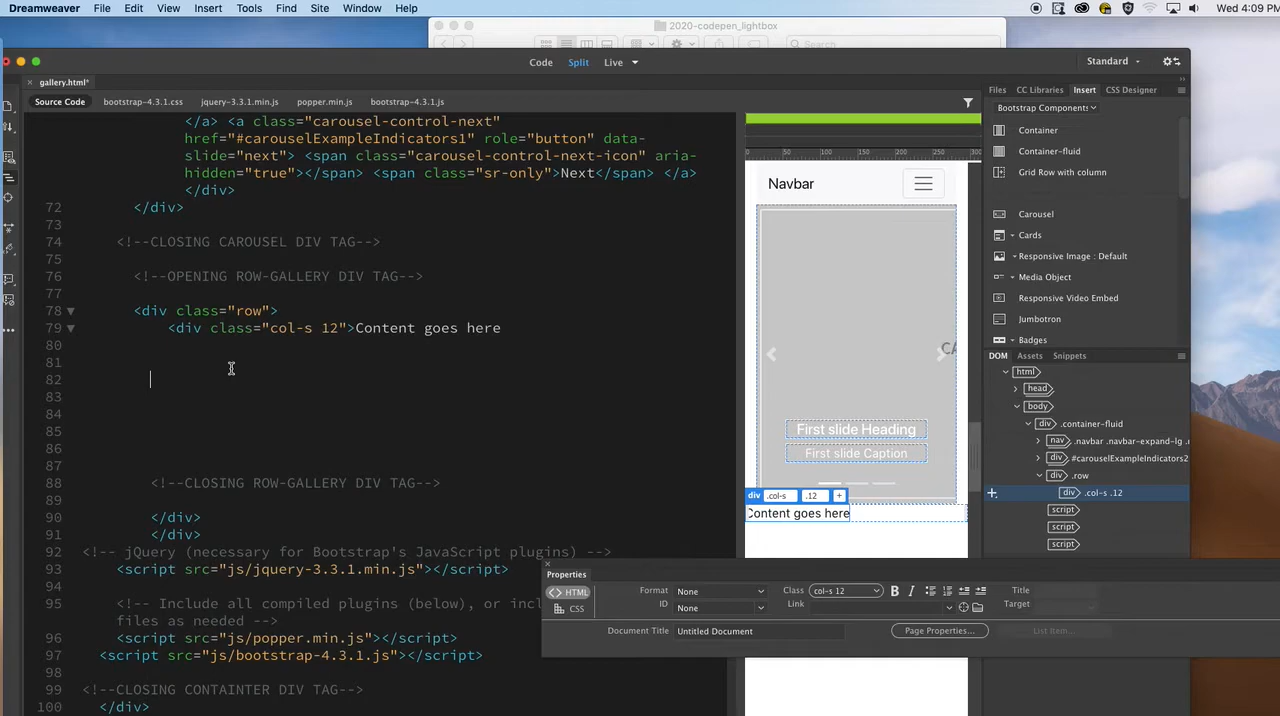 Dreamweaver File Edit View Insert Tools Find Site Window Help
Wed 4:09 PM
2020-codepen_lightbox
Search
Code Split Live
Standard
gallery.html*
Source Code bootstrap-4.3.1.css jquery-3.3.1.min.js popper.min.js bootstrap-4.3.1.js
</a> <a class="carousel-control-next"
href="#carouselExampleIndicators1" role="button" data-
slide="next"> <span class="carousel-control-next-icon" aria-
hidden="true"></span> <span class="sr-only">Next</span> </a>
</div>
72 </div>
73
74 <!--CLOSING CAROUSEL DIV TAG-->
75
76 <!--OPENING ROW-GALLERY DIV TAG-->
77
78 <div class="row">
79 <div class="col-s 12">Content goes here
80
81
82
83
84
85
86
87
88 <!--CLOSING ROW-GALLERY DIV TAG-->
89
90 </div>
91 </div>
92 <!-- jQuery (necessary for Bootstrap's JavaScript plugins) -->
93 <script src="js/jquery-3.3.1.min.js"></script>
94
95 <!-- Include all compiled plugins (below), or incl
files as needed -->
96 <script src="js/popper.min.js"></script>
97 <script src="js/bootstrap-4.3.1.js"></script>
98
99 <!--CLOSING CONTAINTER DIV TAG-->
100 </div>
0 50 100 150 200 250 300
Navbar
CA
First slide Heading
First slide Caption
div .col-s .12 +
Content goes here
Files CC Libraries Insert CSS Designer
Bootstrap Components
Container
Container-fluid
Grid Row with column
Carousel
Cards
Responsive Image : Default
Media Object
Responsive Video Embed
Jumbotron
Badges
DOM Assets Snippets
html
head
body
div .container-fluid
nav .navbar .navbar-expand-lg .n
div #carouselExampleIndicators2
div .row
div .col-s .12
script
script
script
Properties
<> HTML
CSS
Format None
ID None
Class col-s 12
Link
B I
Title
Target
Document Title Untitled Document
Page Properties...
List Item...